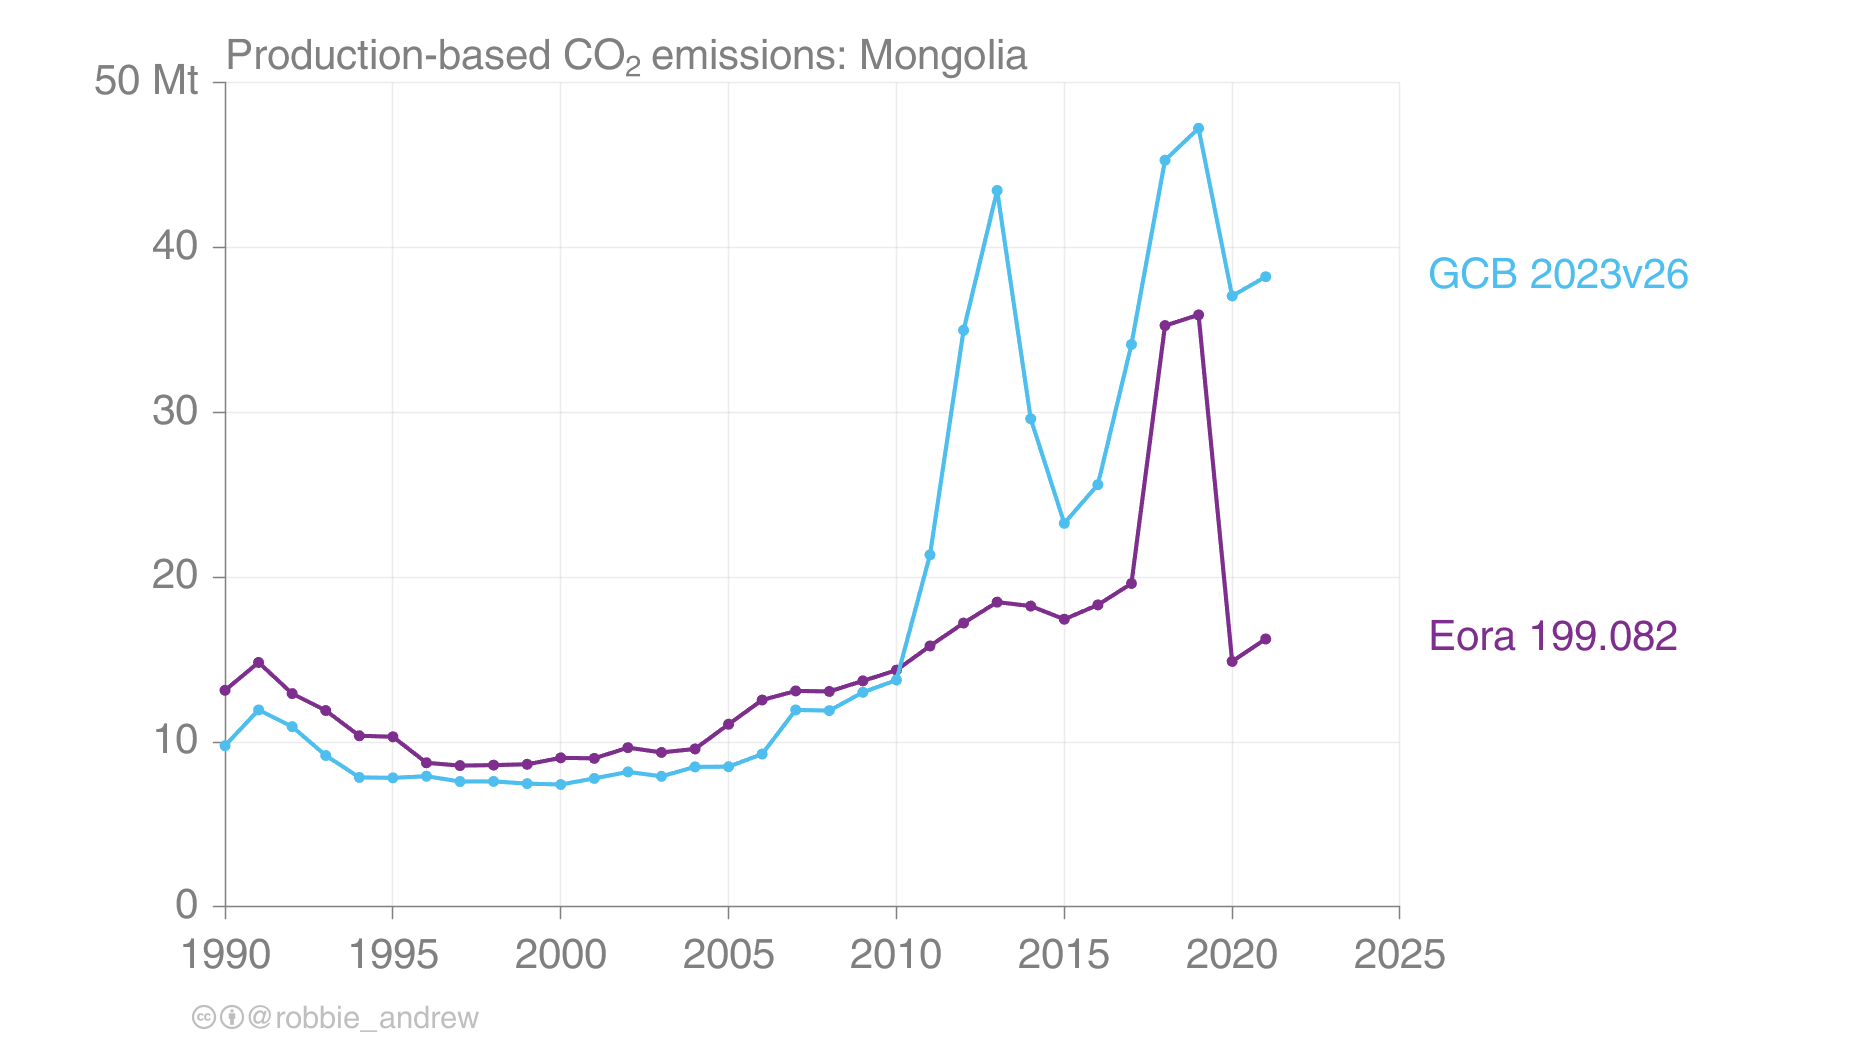 Production-based CO₂ emissions: Mongolia
50 Mt
40
30
20
10
0
1990 1995 2000 2005 2010 2015 2020 2025
GCB 2023v26
Eora 199.082
cc @robbie_andrew